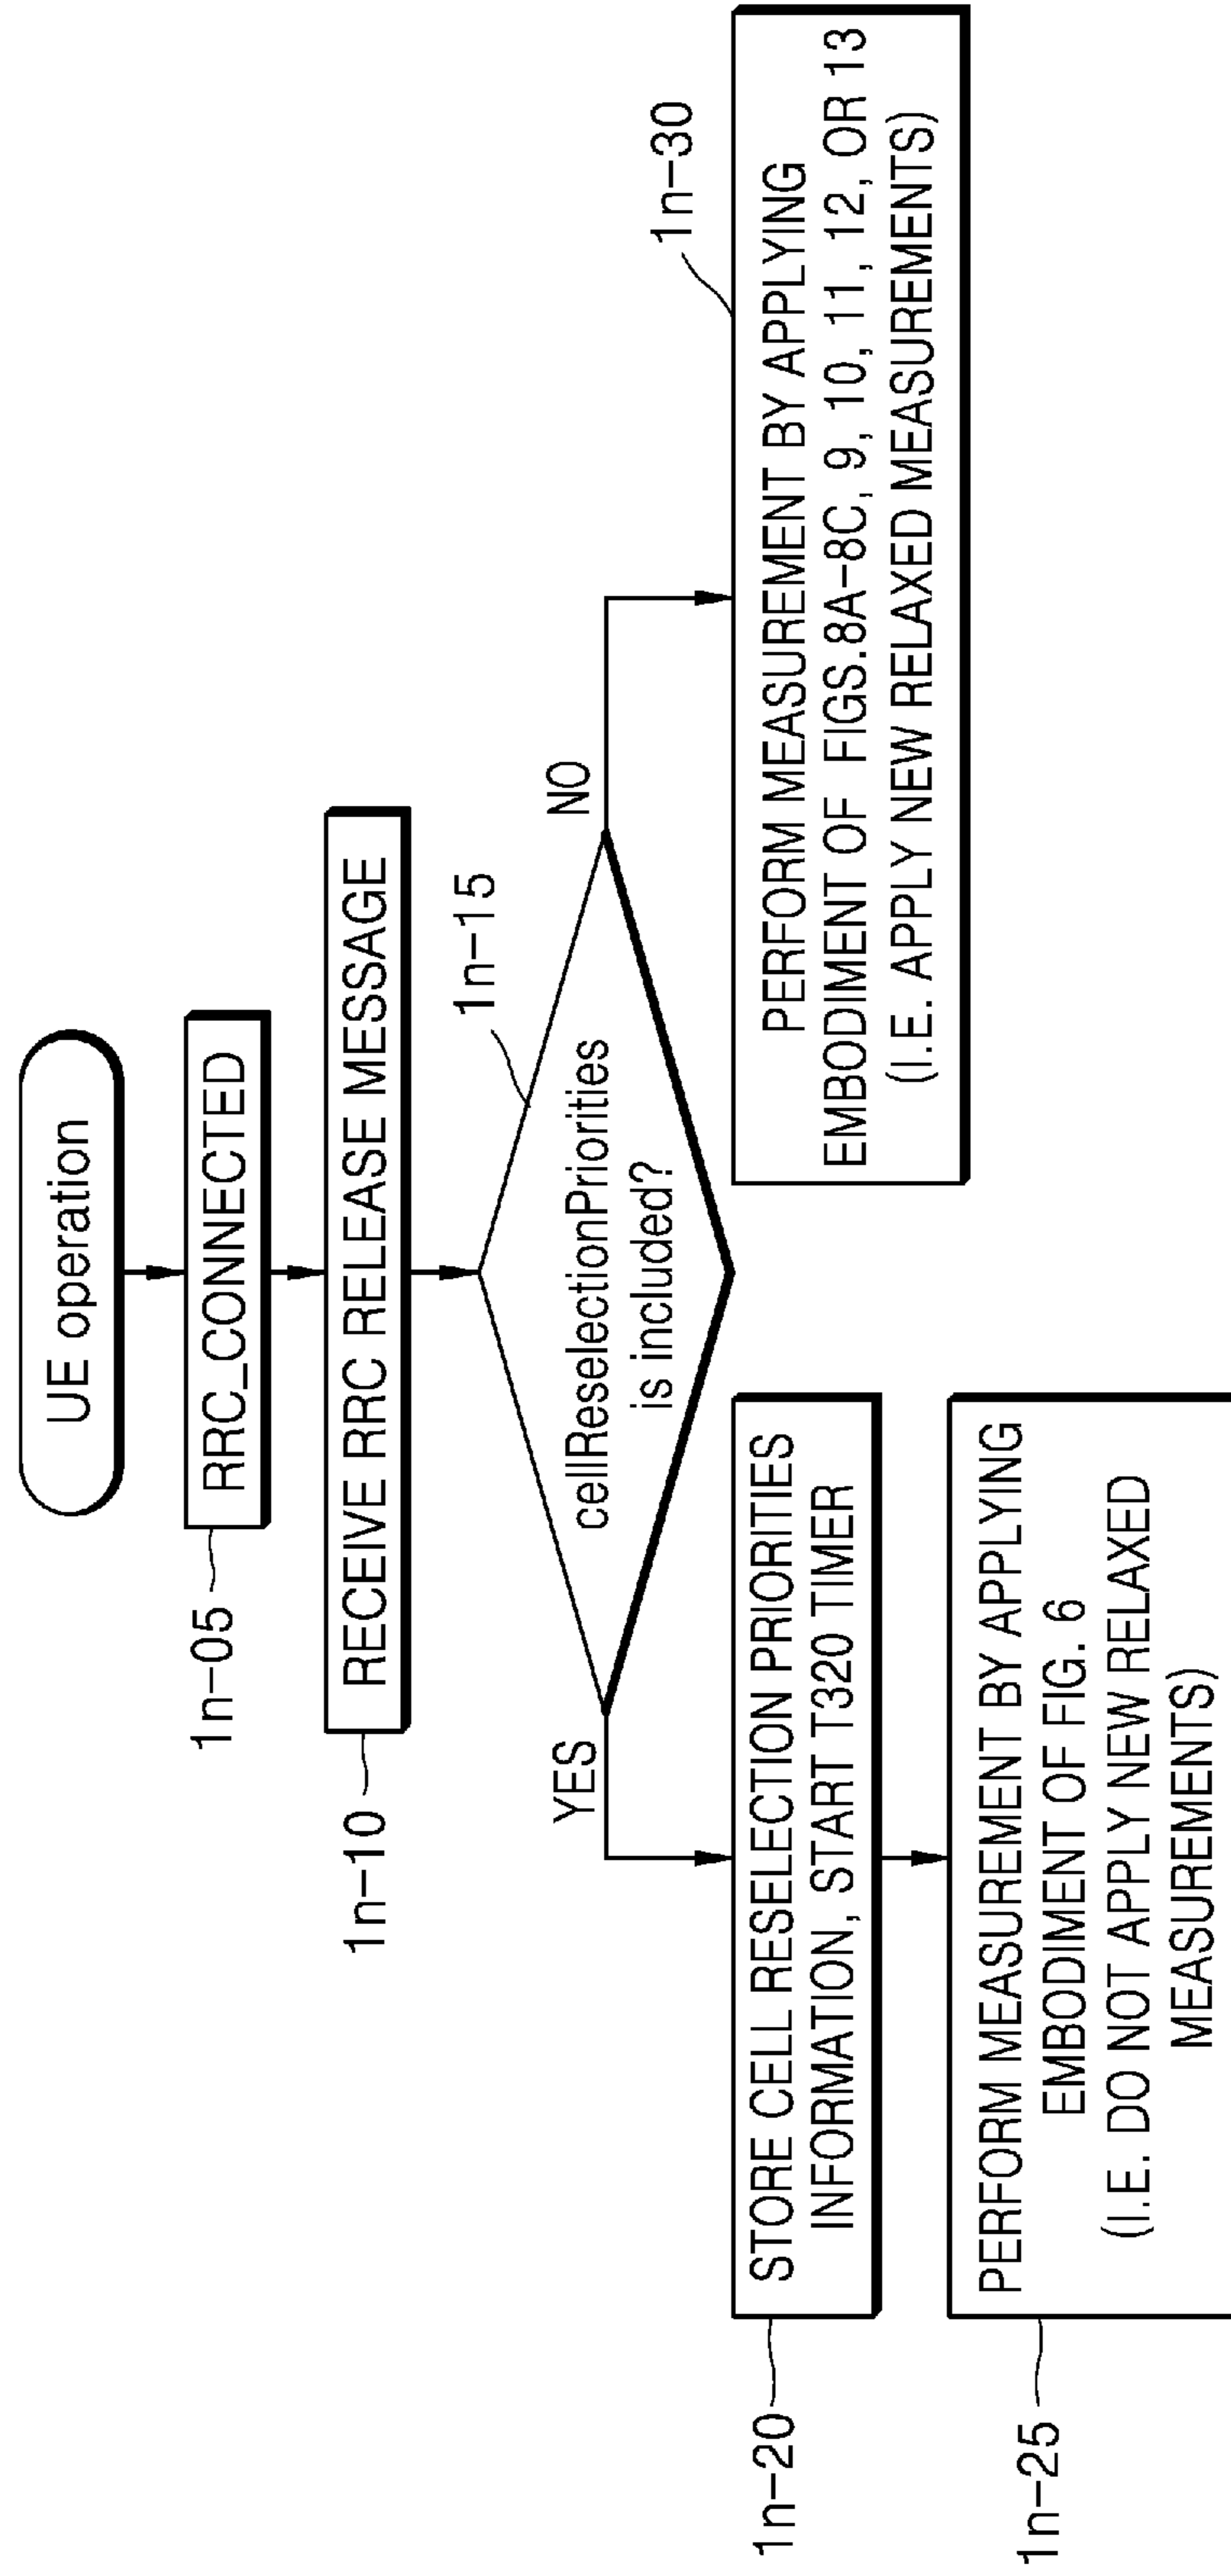 UE operation
1n-05
RRC_CONNECTED
1n-10
RECEIVE RRC RELEASE MESSAGE
1n-15
cellReselectionPriorities
is included?
YES
NO
1n-20
STORE CELL RESELECTION PRIORITIES
INFORMATION, START T320 TIMER
1n-25
PERFORM MEASUREMENT BY APPLYING
EMBODIMENT OF FIG. 6
(I.E. DO NOT APPLY NEW RELAXED
MEASUREMENTS)
1n-30
PERFORM MEASUREMENT BY APPLYING
EMBODIMENT OF FIGS.8A-8C, 9, 10, 11, 12, OR 13
(I.E. APPLY NEW RELAXED MEASUREMENTS)